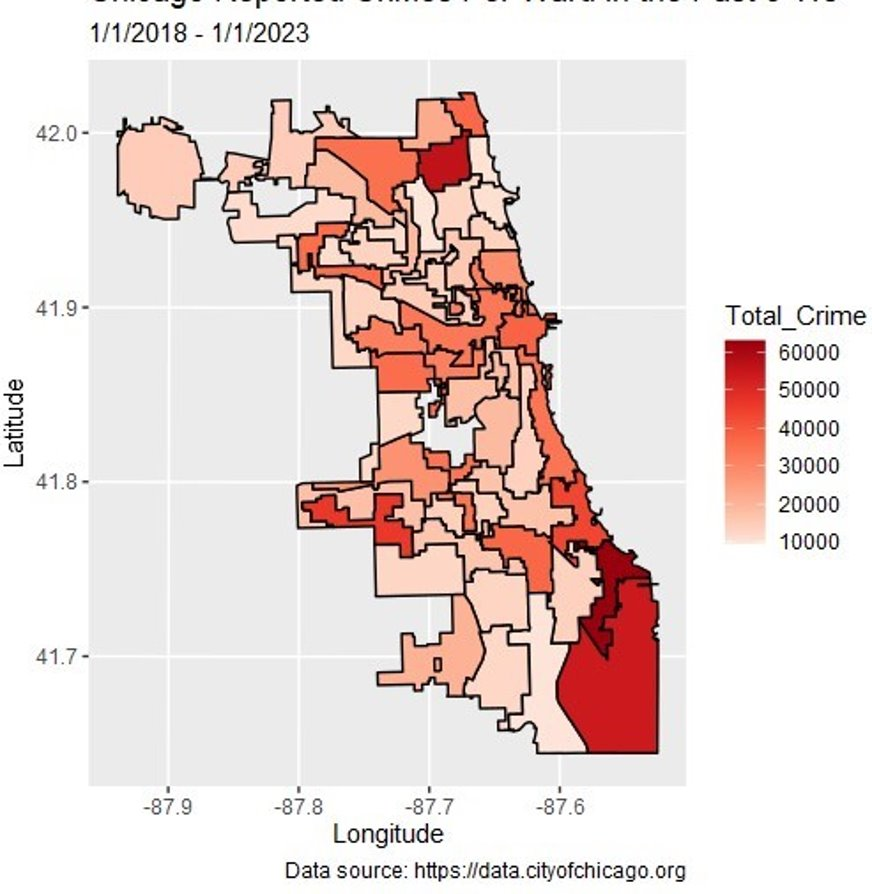 1/1/2018 - 1/1/2023
42.0
41.9
41.8
41.7
Latitude
-87.9 -87.8 -87.7 -87.6
Longitude
Total_Crime
60000
50000
40000
30000
20000
10000
Data source: https://data.cityofchicago.org